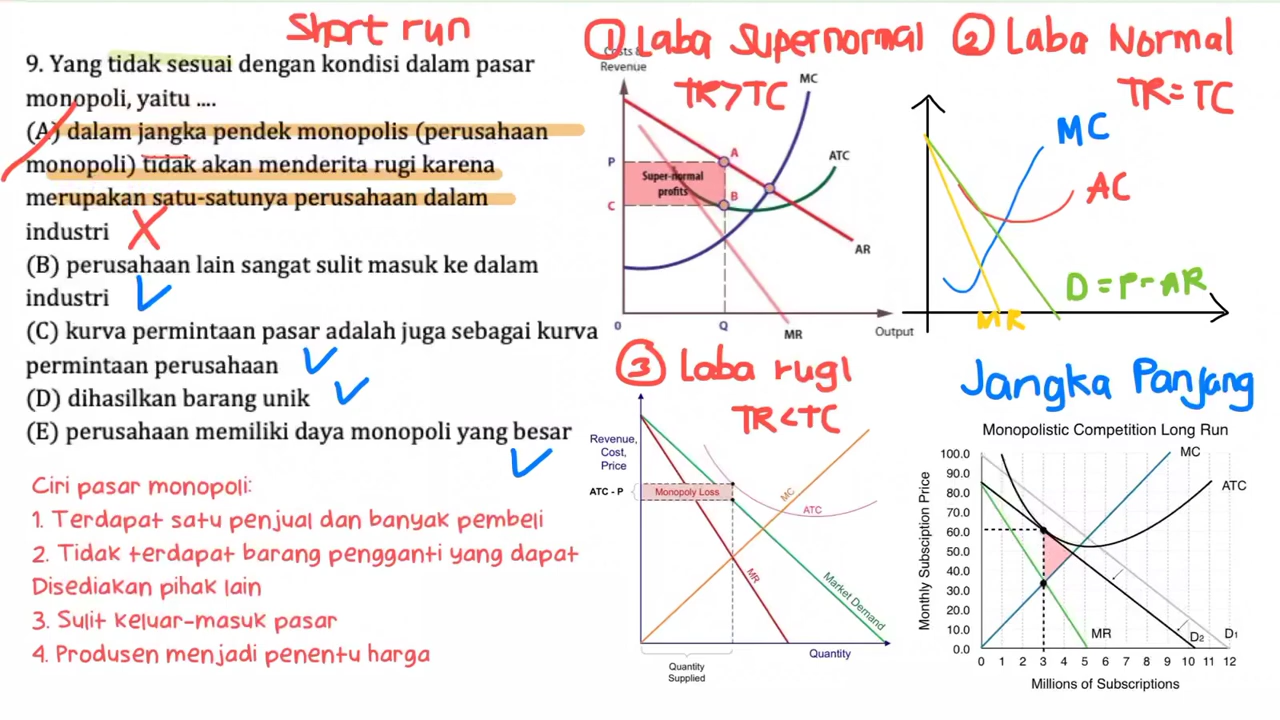 Short run
9. Yang tidak sesuai dengan kondisi dalam pasar
monopoli, yaitu ....
(A) dalam jangka pendek monopolis (perusahaan
monopoli) tidak akan menderita rugi karena
merupakan satu-satunya perusahaan dalam
industri
(B) perusahaan lain sangat sulit masuk ke dalam
industri
(C) kurva permintaan pasar adalah juga sebagai kurva
permintaan perusahaan
(D) dihasilkan barang unik
(E) perusahaan memiliki daya monopoli yang besar
Ciri pasar monopoli:
1. Terdapat satu penjual dan banyak pembeli
2. Tidak terdapat barang pengganti yang dapat
Disediakan pihak lain
3. Sulit keluar-masuk pasar
4. Produsen menjadi penentu harga
① Laba Supernormal
TR>TC
Costs &
Revenue
MC
ATC
P
A
Super-normal
profits
C
B
AR
0
Q
MR
Output
② Laba Normal
TR=TC
MC
AC
D=P=AR
MR
③ Laba rugi
TR<TC
Revenue,
Cost,
Price
ATC - P
Monopoly Loss
MC
ATC
MR
Market Demand
Quantity
Quantity
Supplied
Jangka Panjang
Monopolistic Competition Long Run
Monthly Subscription Price
100.0
90.0
80.0
70.0
60.0
50.0
40.0
30.0
20.0
10.0
0.0
MC
ATC
MR
D2
D1
0 1 2 3 4 5 6 7 8 9 10 11 12
Millions of Subscriptions